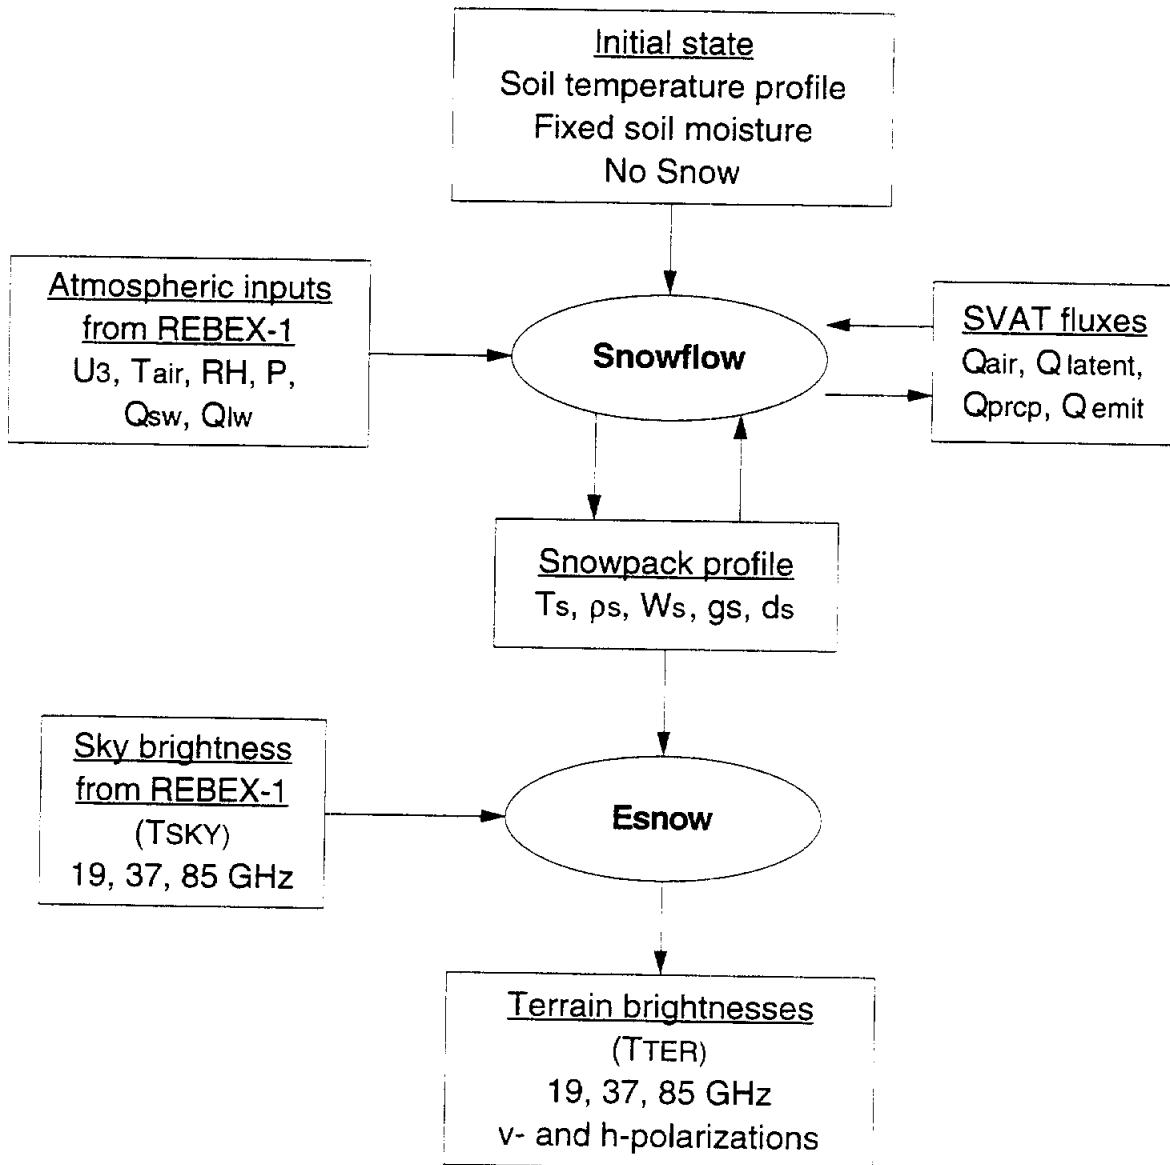 Initial state
Soil temperature profile
Fixed soil moisture
No Snow
Atmospheric inputs
from REBEX-1
U3, Tair, RH, P,
Qsw, Qlw
Snowflow
SVAT fluxes
Qair, Qlatent,
Qprcp, Qemit
Snowpack profile
Ts, ρs, Ws, gs, ds
Sky brightness
from REBEX-1
(TSKY)
19, 37, 85 GHz
Esnow
Terrain brightnesses
(TTER)
19, 37, 85 GHz
v- and h-polarizations